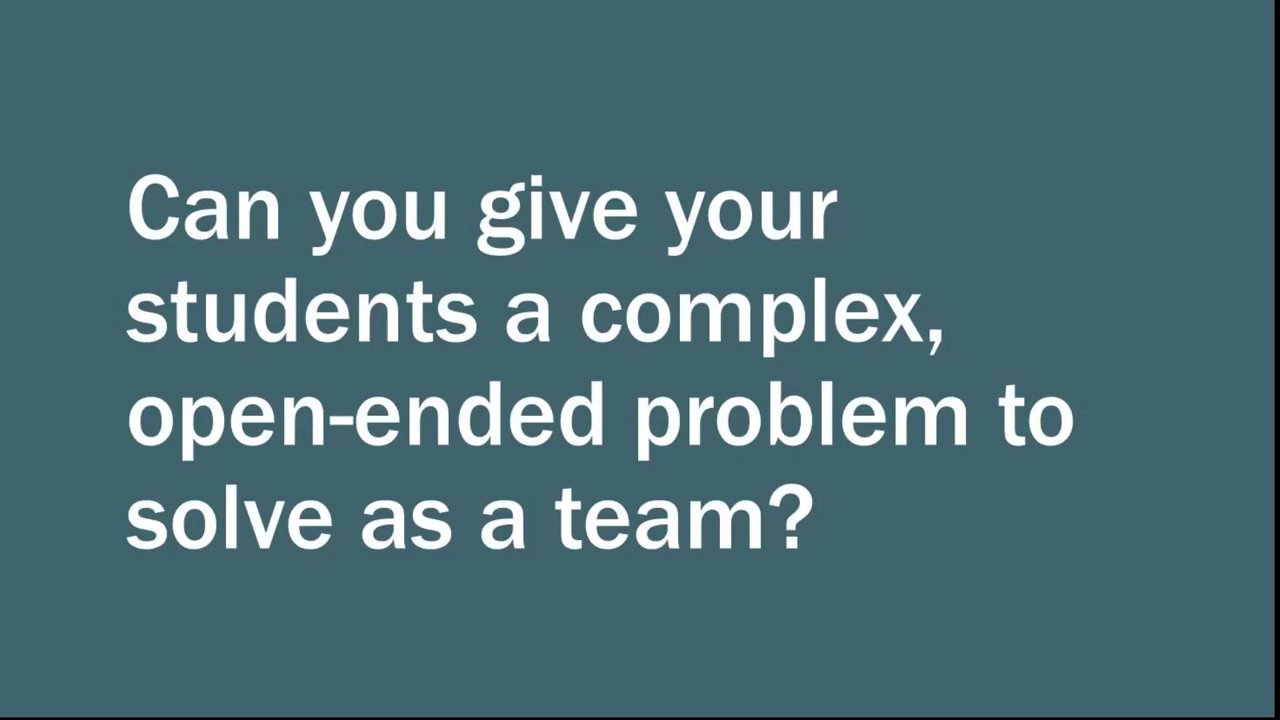 Can you give your
students a complex,
open-ended problem to
solve as a team?